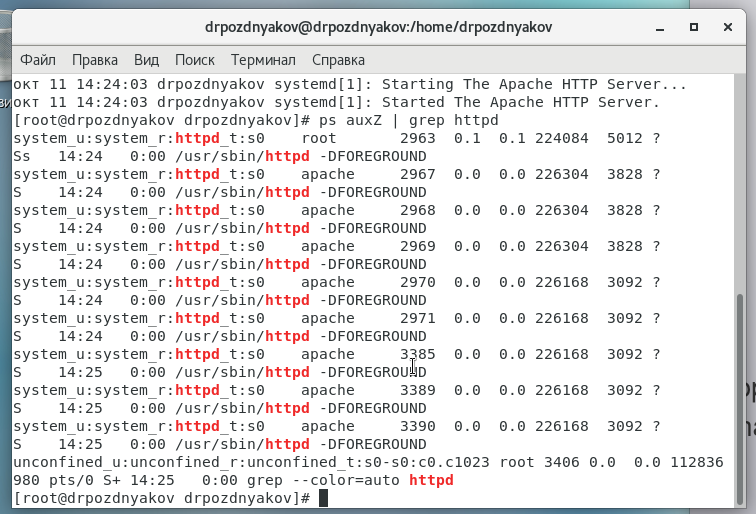 drpozdnyakov@drpozdnyakov:/home/drpozdnyakov
Файл Правка Вид Поиск Терминал Справка
окт 11 14:24:03 drpozdnyakov systemd[1]: Starting The Apache HTTP Server...
окт 11 14:24:03 drpozdnyakov systemd[1]: Started The Apache HTTP Server.
[root@drpozdnyakov drpozdnyakov]# ps auxZ | grep httpd
system_u:system_r:httpd_t:s0    root       2963  0.1  0.1 224084  5012 ?
Ss   14:24   0:00 /usr/sbin/httpd -DFOREGROUND
system_u:system_r:httpd_t:s0    apache     2967  0.0  0.0 226304  3828 ?
S    14:24   0:00 /usr/sbin/httpd -DFOREGROUND
system_u:system_r:httpd_t:s0    apache     2968  0.0  0.0 226304  3828 ?
S    14:24   0:00 /usr/sbin/httpd -DFOREGROUND
system_u:system_r:httpd_t:s0    apache     2969  0.0  0.0 226304  3828 ?
S    14:24   0:00 /usr/sbin/httpd -DFOREGROUND
system_u:system_r:httpd_t:s0    apache     2970  0.0  0.0 226168  3092 ?
S    14:24   0:00 /usr/sbin/httpd -DFOREGROUND
system_u:system_r:httpd_t:s0    apache     2971  0.0  0.0 226168  3092 ?
S    14:24   0:00 /usr/sbin/httpd -DFOREGROUND
system_u:system_r:httpd_t:s0    apache     3385  0.0  0.0 226168  3092 ?
S    14:25   0:00 /usr/sbin/httpd -DFOREGROUND
system_u:system_r:httpd_t:s0    apache     3389  0.0  0.0 226168  3092 ?
S    14:25   0:00 /usr/sbin/httpd -DFOREGROUND
system_u:system_r:httpd_t:s0    apache     3390  0.0  0.0 226168  3092 ?
S    14:25   0:00 /usr/sbin/httpd -DFOREGROUND
unconfined_u:unconfined_r:unconfined_t:s0-s0:c0.c1023 root 3406 0.0  0.0 112836
980 pts/0 S+ 14:25   0:00 grep --color=auto httpd
[root@drpozdnyakov drpozdnyakov]#